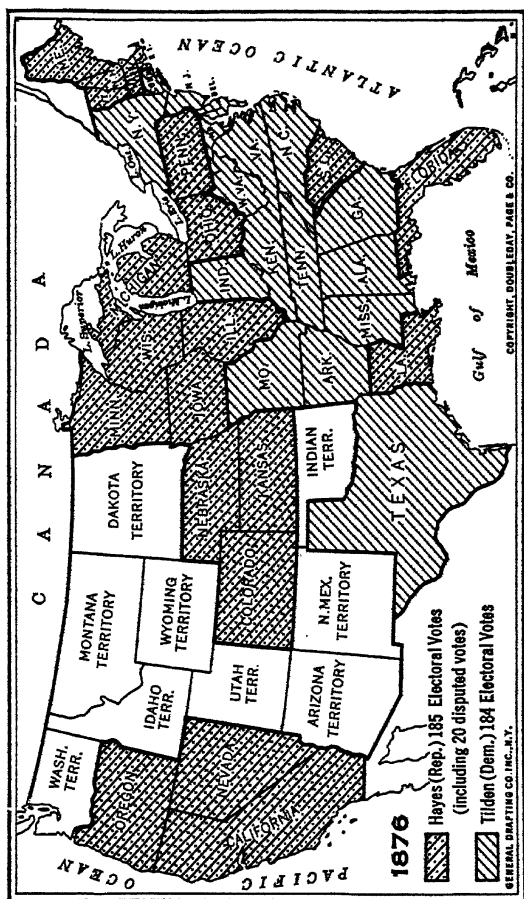 CANADA
ATLANTIC OCEAN
PACIFIC OCEAN
Gulf of Mexico
L. Superior
L. Michigan
L. Huron
L. Erie
L. Ont.
WASH. TERR.
OREGON
CALIFORNIA
NEVADA
IDAHO TERR.
MONTANA TERRITORY
WYOMING TERRITORY
UTAH TERR.
ARIZONA TERRITORY
N.MEX. TERRITORY
COLORADO
DAKOTA TERRITORY
NEBRASKA
KANSAS
INDIAN TERR.
TEXAS
MINN.
IOWA
MO.
ARK.
LA.
WIS.
ILL.
MICHIGAN
IND.
OHIO
KEN.
TENN.
MISS.
ALA.
GA.
FLORIDA
S.C.
N.C.
VA.
W.VA.
PENN.
N.Y.
N.J.
DEL.
1876
Hayes (Rep.) 185 Electoral Votes
(including 20 disputed votes)
Tilden (Dem.) 184 Electoral Votes
GENERAL DRAFTING CO. INC., N.Y.
COPYRIGHT, DOUBLEDAY, PAGE & CO.